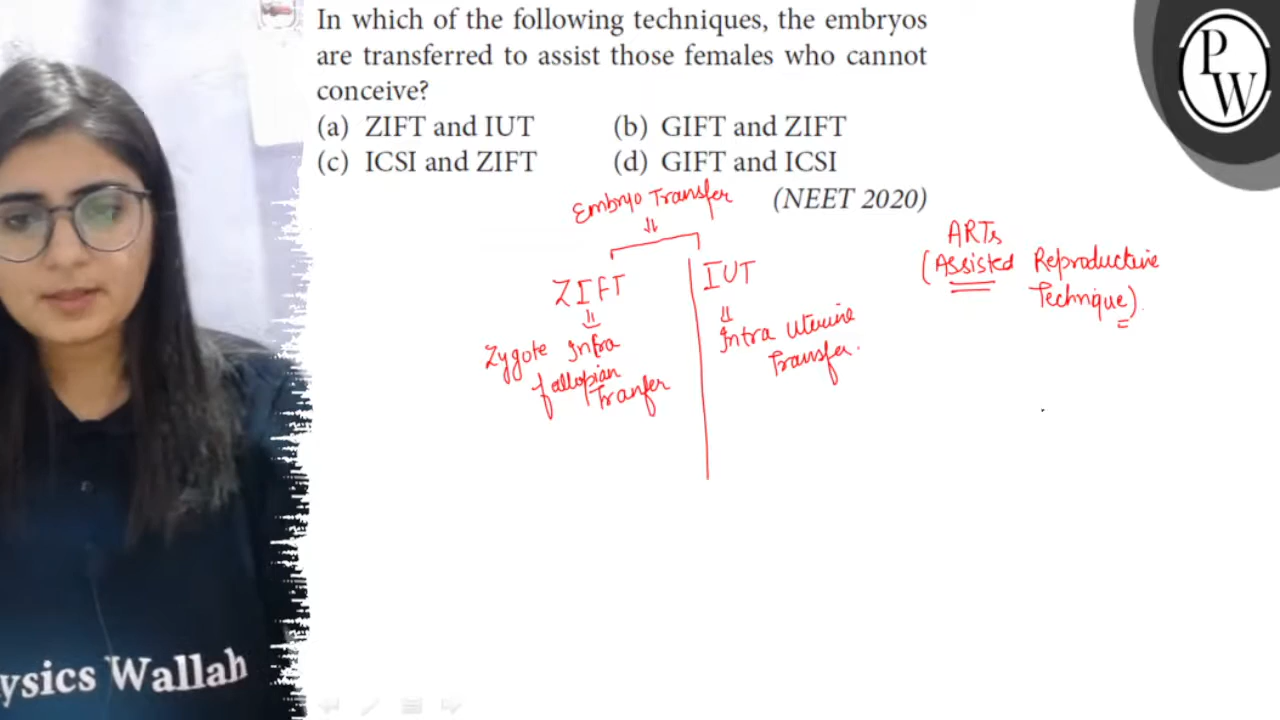 In which of the following techniques, the embryos
are transferred to assist those females who cannot
conceive?
(a) ZIFT and IUT (b) GIFT and ZIFT
(c) ICSI and ZIFT (d) GIFT and ICSI
(NEET 2020)
PW
Embryo Transfer
ZIFT
Zygote Intra
fallopian
Tranfer
IUT
Intra Uterine
Transfer.
ARTs
(Assisted Reproductive
Technique).
ysics Wallah